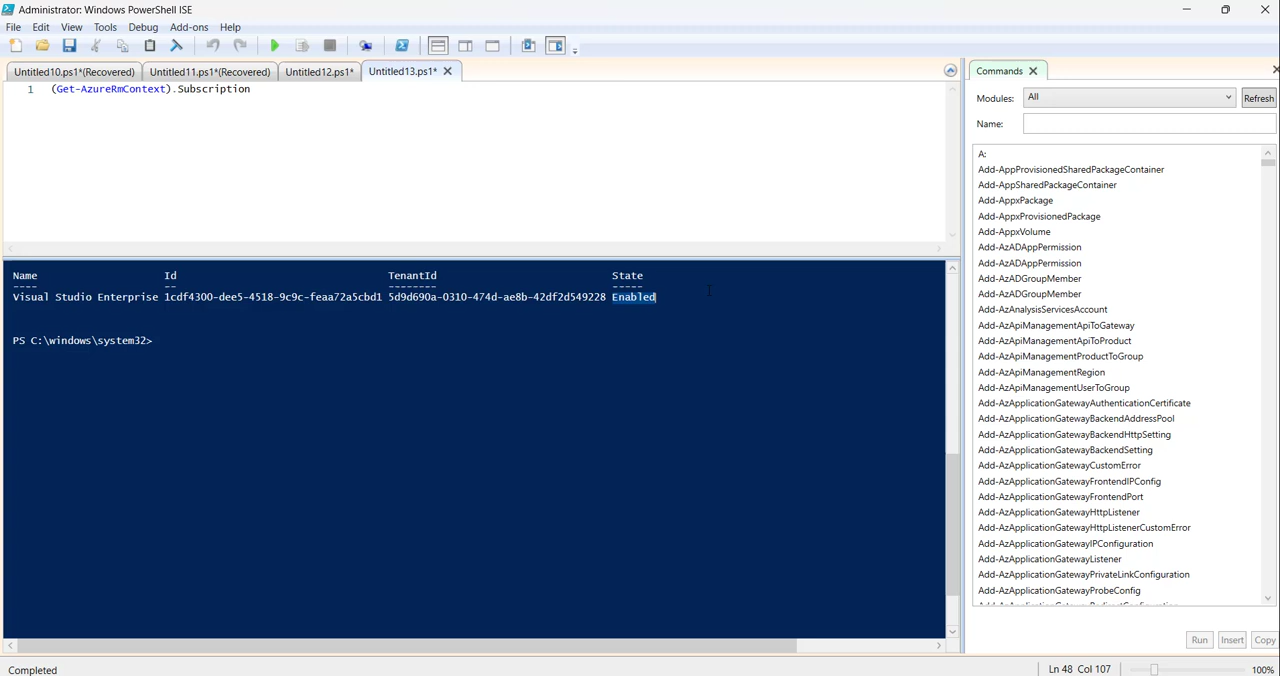 Administrator: Windows PowerShell ISE
File Edit View Tools Debug Add-ons Help
Untitled10.ps1*(Recovered) Untitled11.ps1*(Recovered) Untitled12.ps1* Untitled13.ps1*
1 (Get-AzureRmContext).Subscription
Name Id TenantId State
---- -- -------- -----
Visual Studio Enterprise 1cdf4300-dee5-4518-9c9c-feaa72a5cbd1 5d9d690a-0310-474d-ae8b-42df2d549228 Enabled
PS C:\windows\system32>
Commands
Modules: All Refresh
Name:
A:
Add-AppProvisionedSharedPackageContainer
Add-AppSharedPackageContainer
Add-AppxPackage
Add-AppxProvisionedPackage
Add-AppxVolume
Add-AzADAppPermission
Add-AzADAppPermission
Add-AzADGroupMember
Add-AzADGroupMember
Add-AzAnalysisServicesAccount
Add-AzApiManagementApiToGateway
Add-AzApiManagementApiToProduct
Add-AzApiManagementProductToGroup
Add-AzApiManagementRegion
Add-AzApiManagementUserToGroup
Add-AzApplicationGatewayAuthenticationCertificate
Add-AzApplicationGatewayBackendAddressPool
Add-AzApplicationGatewayBackendHttpSetting
Add-AzApplicationGatewayBackendSetting
Add-AzApplicationGatewayCustomError
Add-AzApplicationGatewayFrontendIPConfig
Add-AzApplicationGatewayFrontendPort
Add-AzApplicationGatewayHttpListener
Add-AzApplicationGatewayHttpListenerCustomError
Add-AzApplicationGatewayIPConfiguration
Add-AzApplicationGatewayListener
Add-AzApplicationGatewayPrivateLinkConfiguration
Add-AzApplicationGatewayProbeConfig
Run Insert Copy
Completed Ln 48 Col 107 100%